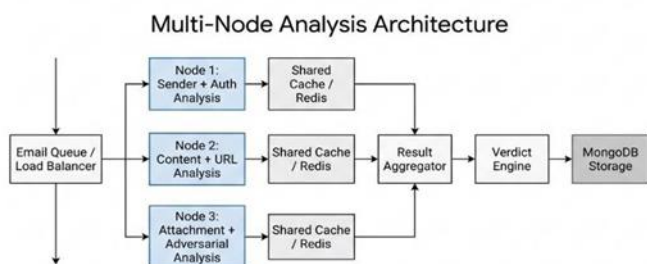 Multi-Node Analysis Architecture
Node 1:
Sender + Auth
Analysis
Shared
Cache /
Redis
Email Queue /
Load Balancer
Node 2:
Content + URL
Analysis
Shared Cache
/ Redis
Result
Aggregator
Verdict
Engine
MongoDB
Storage
Node 3:
Attachment +
Adversarial
Analysis
Shared Cache
/ Redis